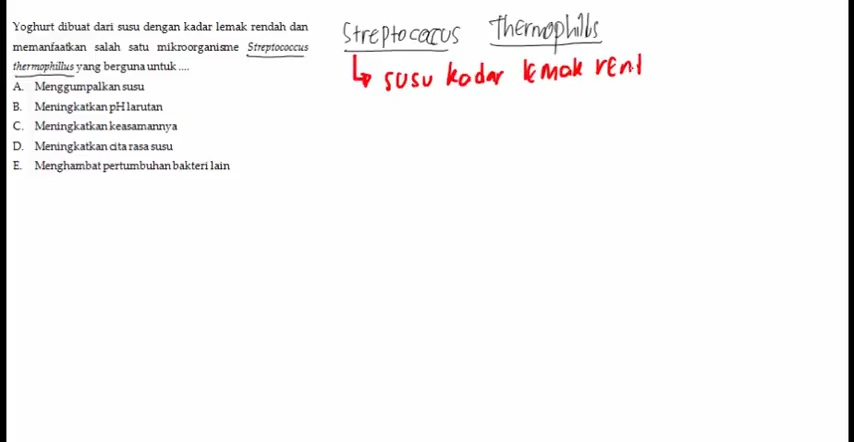 Yoghurt dibuat dari susu dengan kadar lemak rendah dan
memanfaatkan salah satu mikroorganisme Streptococcus
thermophillus yang berguna untuk ....
A. Menggumpalkan susu
B. Meningkatkan pH larutan
C. Meningkatkan keasamannya
D. Meningkatkan cita rasa susu
E. Menghambat pertumbuhan bakteri lain
Streptococcus thermophillus
↳ susu kadar lemak ren